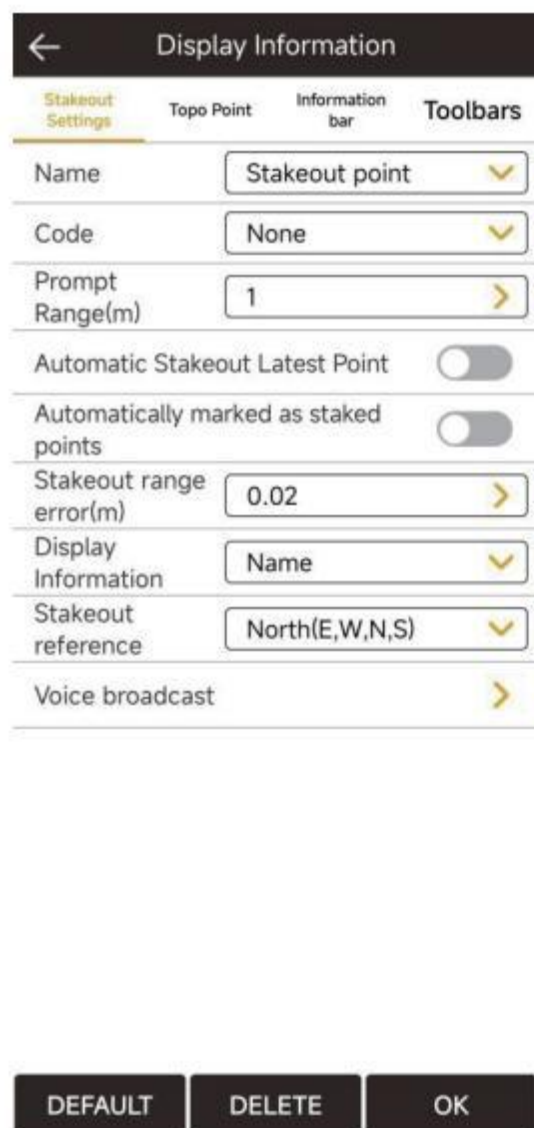 Display Information
Stakeout Settings
Topo Point
Information bar
Toolbars
Name
Stakeout point
Code
None
Prompt
Range(m)
1
Automatic Stakeout Latest Point
Automatically marked as staked
points
Stakeout range
error(m)
0.02
Display
Information
Name
Stakeout
reference
North(E,W,N,S)
Voice broadcast
DEFAULT
DELETE
OK